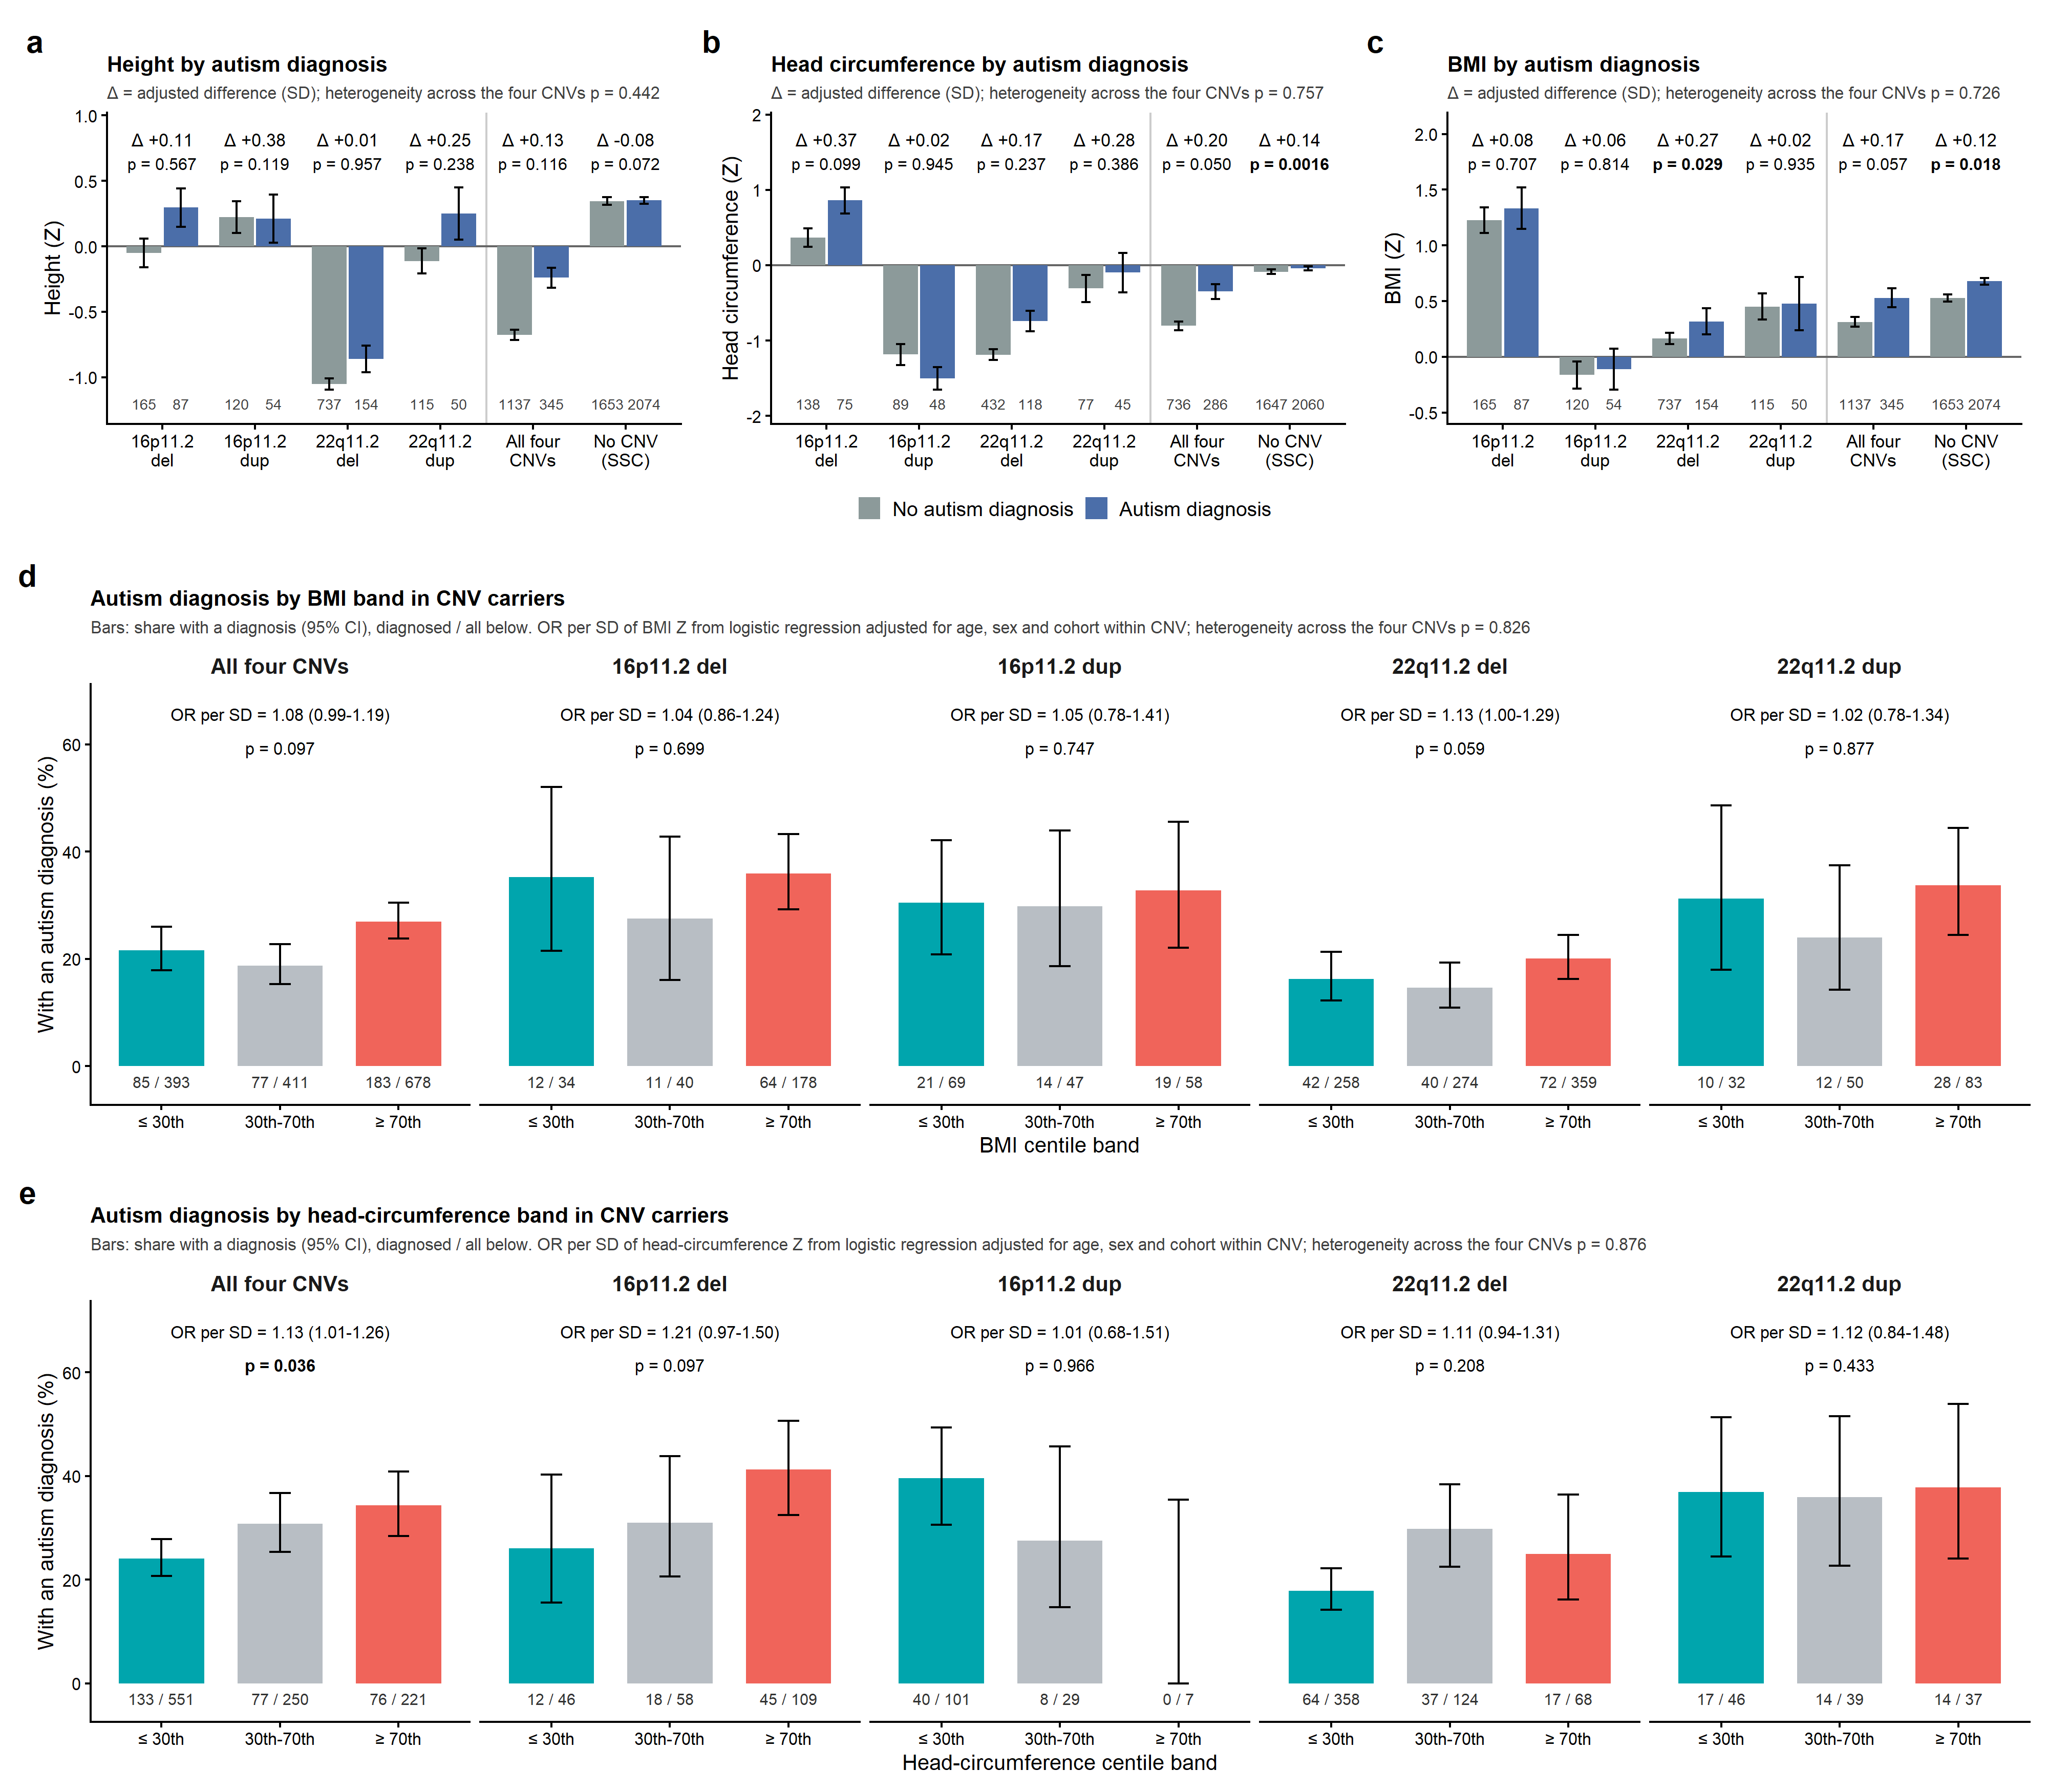 a
Height by autism diagnosis
Δ = adjusted difference (SD); heterogeneity across the four CNVs p = 0.442
Height (Z)
1.0
0.5
0.0
-0.5
-1.0
Δ +0.11 Δ +0.38 Δ +0.01 Δ +0.25 Δ +0.13 Δ -0.08
p = 0.567 p = 0.119 p = 0.957 p = 0.238 p = 0.116 p = 0.072
165 87 120 54 737 154 115 50 1137 345 1653 2074
16p11.2 16p11.2 22q11.2 22q11.2 All four No CNV
del dup del dup CNVs (SSC)
b
Head circumference by autism diagnosis
Δ = adjusted difference (SD); heterogeneity across the four CNVs p = 0.757
Head circumference (Z)
2
1
0
-1
-2
Δ +0.37 Δ +0.02 Δ +0.17 Δ +0.28 Δ +0.20 Δ +0.14
p = 0.099 p = 0.945 p = 0.237 p = 0.386 p = 0.050 p = 0.0016
138 75 89 48 432 118 77 45 736 286 1647 2060
16p11.2 16p11.2 22q11.2 22q11.2 All four No CNV
del dup del dup CNVs (SSC)
c
BMI by autism diagnosis
Δ = adjusted difference (SD); heterogeneity across the four CNVs p = 0.726
BMI (Z)
2.0
1.5
1.0
0.5
0.0
-0.5
Δ +0.08 Δ +0.06 Δ +0.27 Δ +0.02 Δ +0.17 Δ +0.12
p = 0.707 p = 0.814 p = 0.029 p = 0.935 p = 0.057 p = 0.018
165 87 120 54 737 154 115 50 1137 345 1653 2074
16p11.2 16p11.2 22q11.2 22q11.2 All four No CNV
del dup del dup CNVs (SSC)
No autism diagnosis Autism diagnosis
d
Autism diagnosis by BMI band in CNV carriers
Bars: share with a diagnosis (95% CI), diagnosed / all below. OR per SD of BMI Z from logistic regression adjusted for age, sex and cohort within CNV; heterogeneity across the four CNVs p = 0.826
All four CNVs 16p11.2 del 16p11.2 dup 22q11.2 del 22q11.2 dup
OR per SD = 1.08 (0.99-1.19) OR per SD = 1.04 (0.86-1.24) OR per SD = 1.05 (0.78-1.41) OR per SD = 1.13 (1.00-1.29) OR per SD = 1.02 (0.78-1.34)
p = 0.097 p = 0.699 p = 0.747 p = 0.059 p = 0.877
With an autism diagnosis (%)
60
40
20
0
85 / 393 77 / 411 183 / 678 12 / 34 11 / 40 64 / 178 21 / 69 14 / 47 19 / 58 42 / 258 40 / 274 72 / 359 10 / 32 12 / 50 28 / 83
≤ 30th 30th-70th ≥ 70th ≤ 30th 30th-70th ≥ 70th ≤ 30th 30th-70th ≥ 70th ≤ 30th 30th-70th ≥ 70th ≤ 30th 30th-70th ≥ 70th
BMI centile band
e
Autism diagnosis by head-circumference band in CNV carriers
Bars: share with a diagnosis (95% CI), diagnosed / all below. OR per SD of head-circumference Z from logistic regression adjusted for age, sex and cohort within CNV; heterogeneity across the four CNVs p = 0.876
All four CNVs 16p11.2 del 16p11.2 dup 22q11.2 del 22q11.2 dup
OR per SD = 1.13 (1.01-1.26) OR per SD = 1.21 (0.97-1.50) OR per SD = 1.01 (0.68-1.51) OR per SD = 1.11 (0.94-1.31) OR per SD = 1.12 (0.84-1.48)
p = 0.036 p = 0.097 p = 0.966 p = 0.208 p = 0.433
With an autism diagnosis (%)
60
40
20
0
133 / 551 77 / 250 76 / 221 12 / 46 18 / 58 45 / 109 40 / 101 8 / 29 0 / 7 64 / 358 37 / 124 17 / 68 17 / 46 14 / 39 14 / 37
≤ 30th 30th-70th ≥ 70th ≤ 30th 30th-70th ≥ 70th ≤ 30th 30th-70th ≥ 70th ≤ 30th 30th-70th ≥ 70th ≤ 30th 30th-70th ≥ 70th
Head-circumference centile band